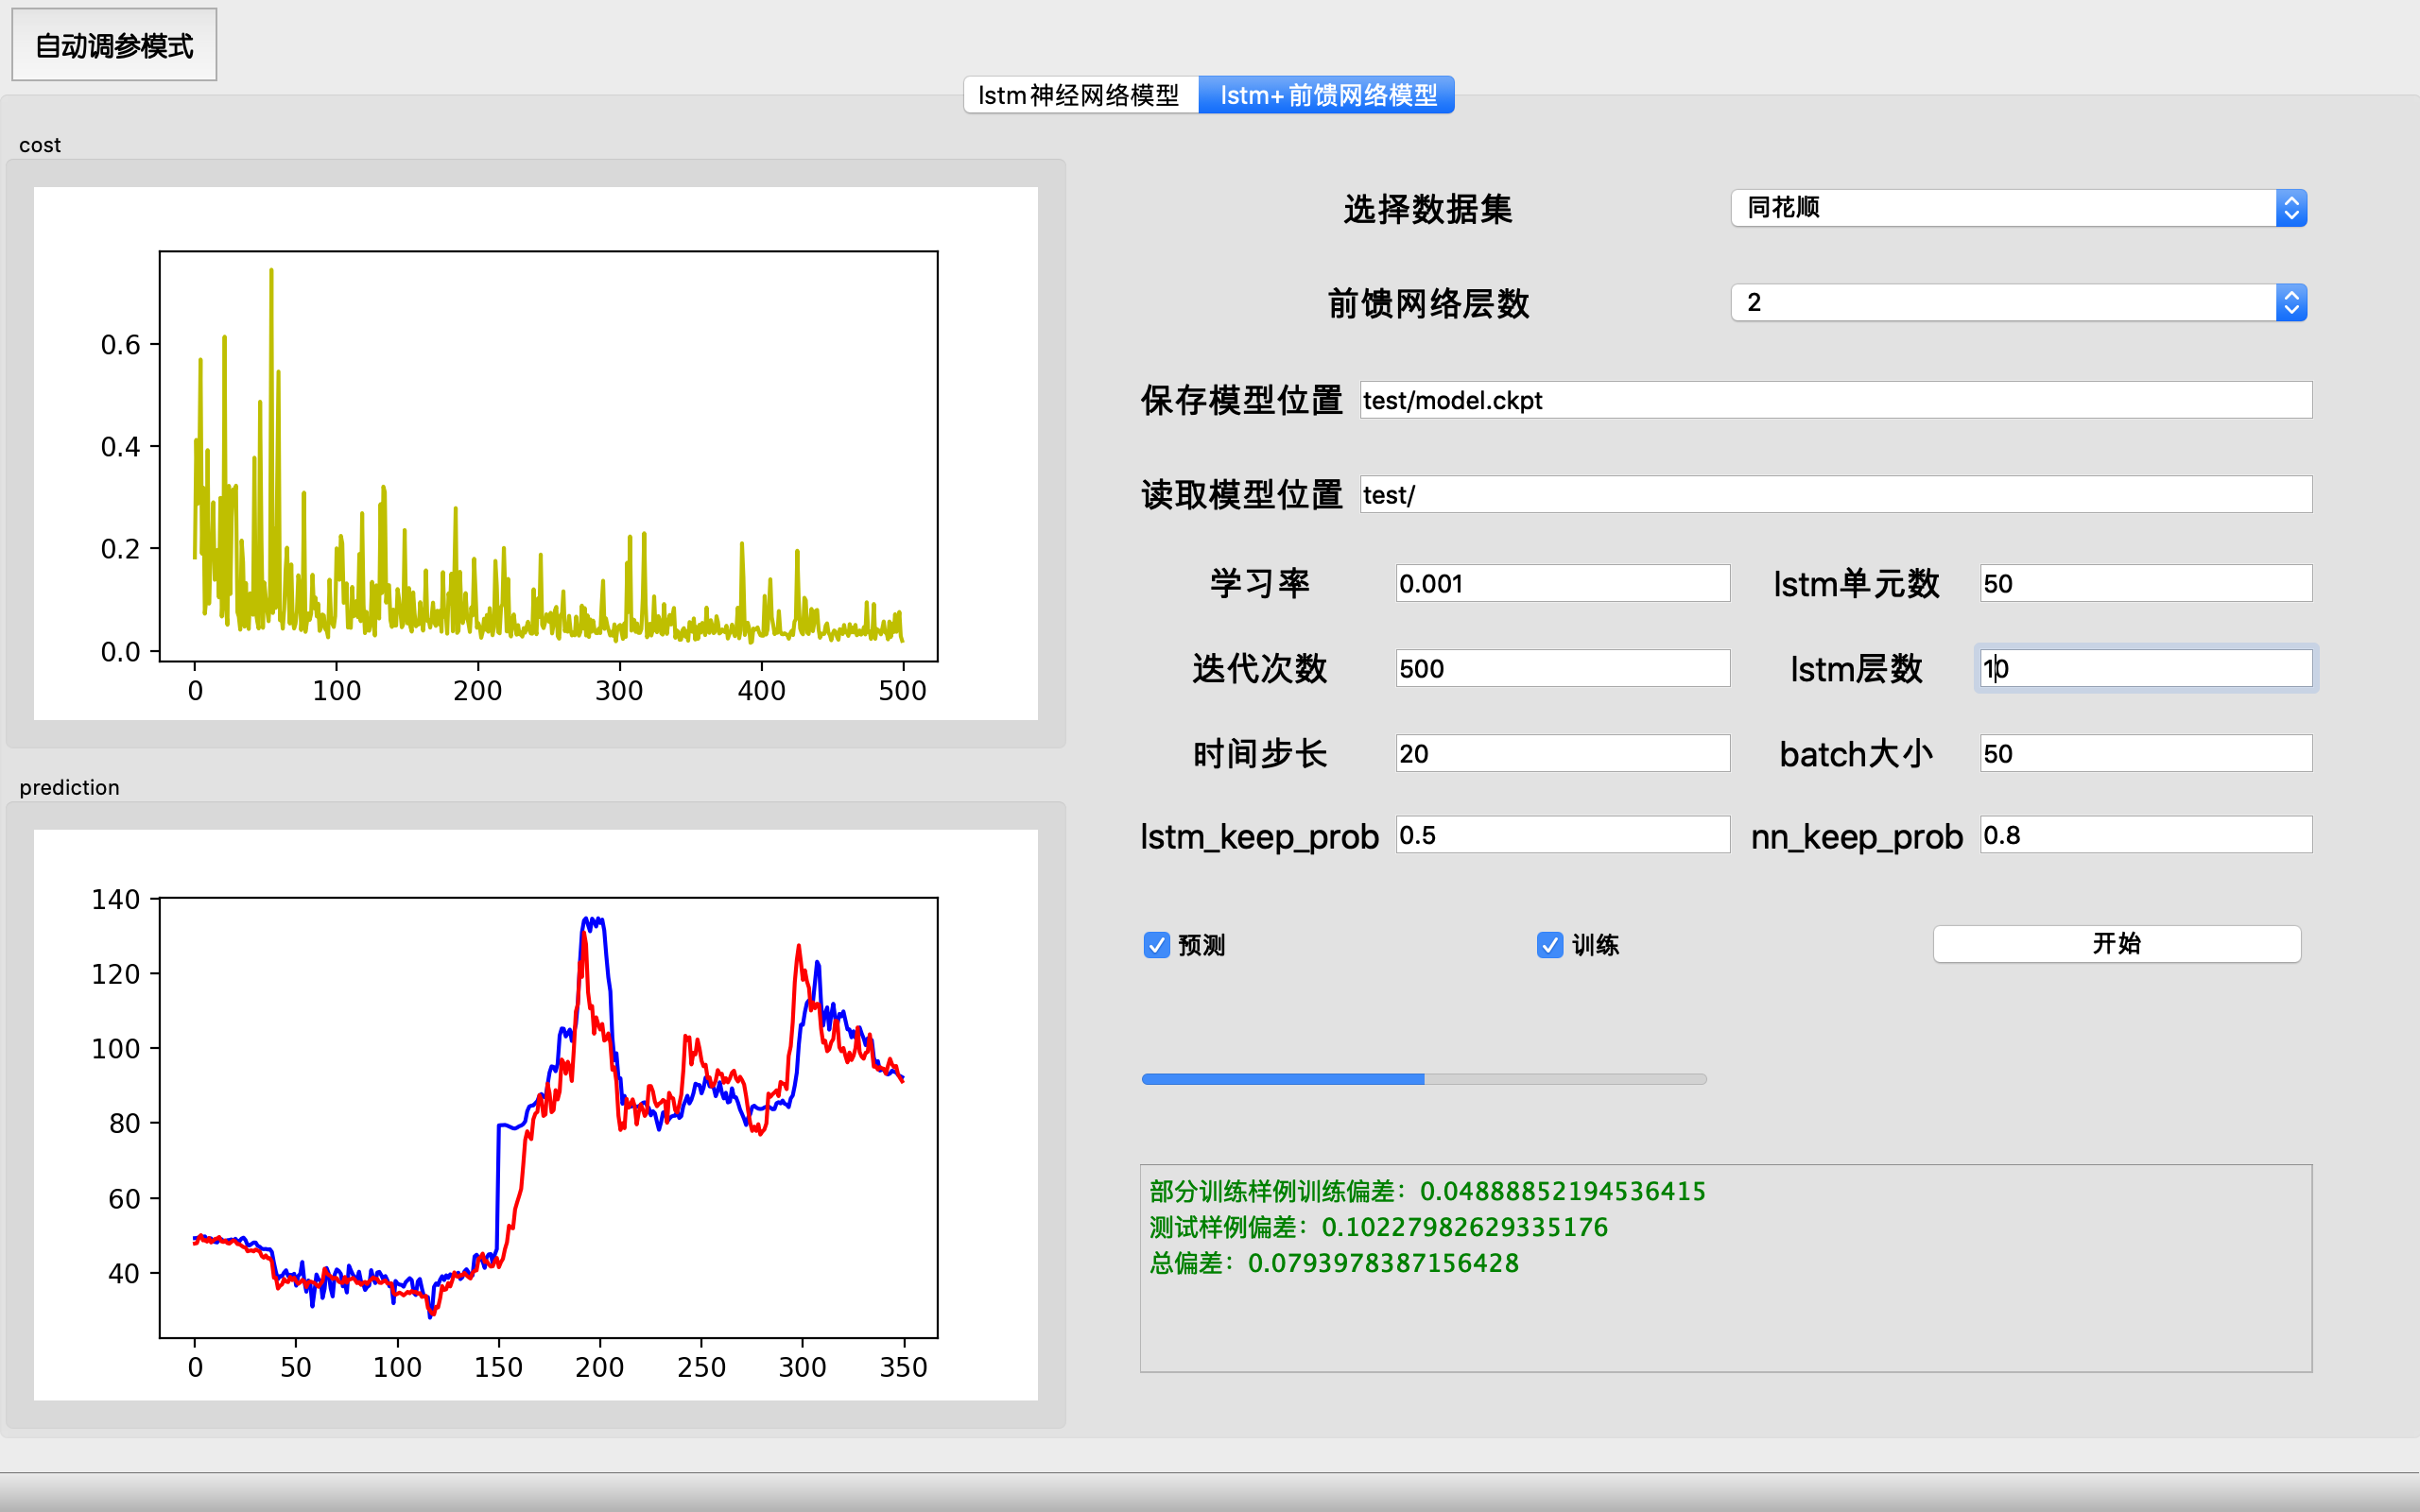 自动调参模式
lstm神经网络模型 lstm+前馈网络模型
cost
0.6
0.4
0.2
0.0
0 100 200 300 400 500
prediction
140
120
100
80
60
40
0 50 100 150 200 250 300 350
选择数据集 同花顺
前馈网络层数 2
保存模型位置 test/model.ckpt
读取模型位置 test/
学习率 0.001 lstm单元数 50
迭代次数 500 lstm层数 10
时间步长 20 batch大小 50
lstm_keep_prob 0.5 nn_keep_prob 0.8
预测 训练 开始
部分训练样例训练偏差：0.04888852194536415
测试样例偏差：0.10227982629335176
总偏差：0.0793978387156428